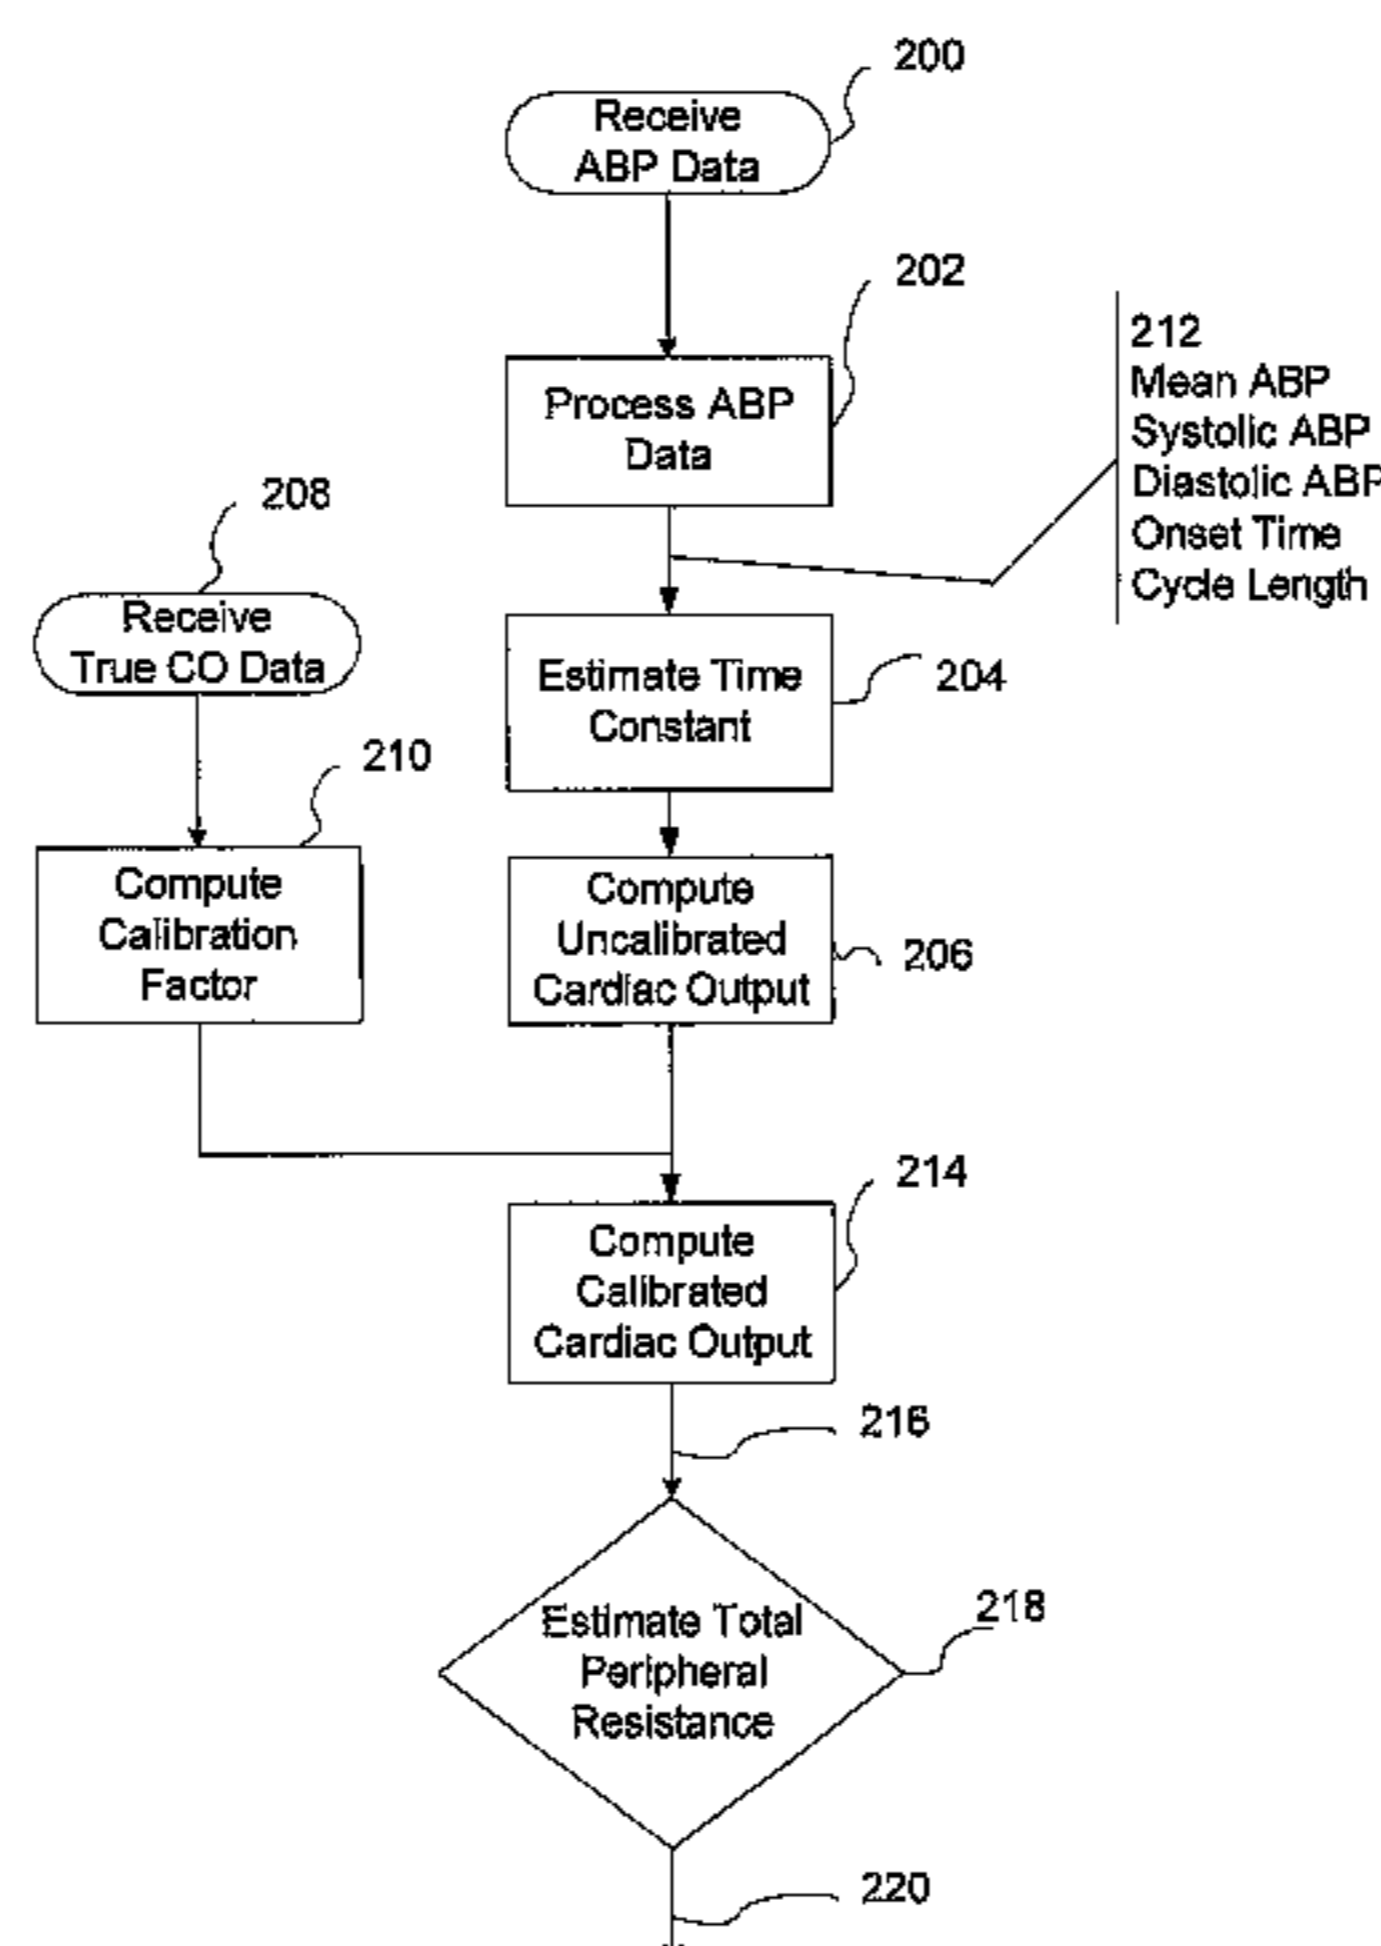 200
Receive
ABP Data
202
Process ABP
Data
212
Mean ABP
Systolic ABP
Diastolic ABP
Onset Time
Cycle Length
208
Receive
True CO Data
204
Estimate Time
Constant
210
Compute
Calibration
Factor
206
Compute
Uncalibrated
Cardiac Output
214
Compute
Calibrated
Cardiac Output
216
218
Estimate Total
Peripheral
Resistance
220